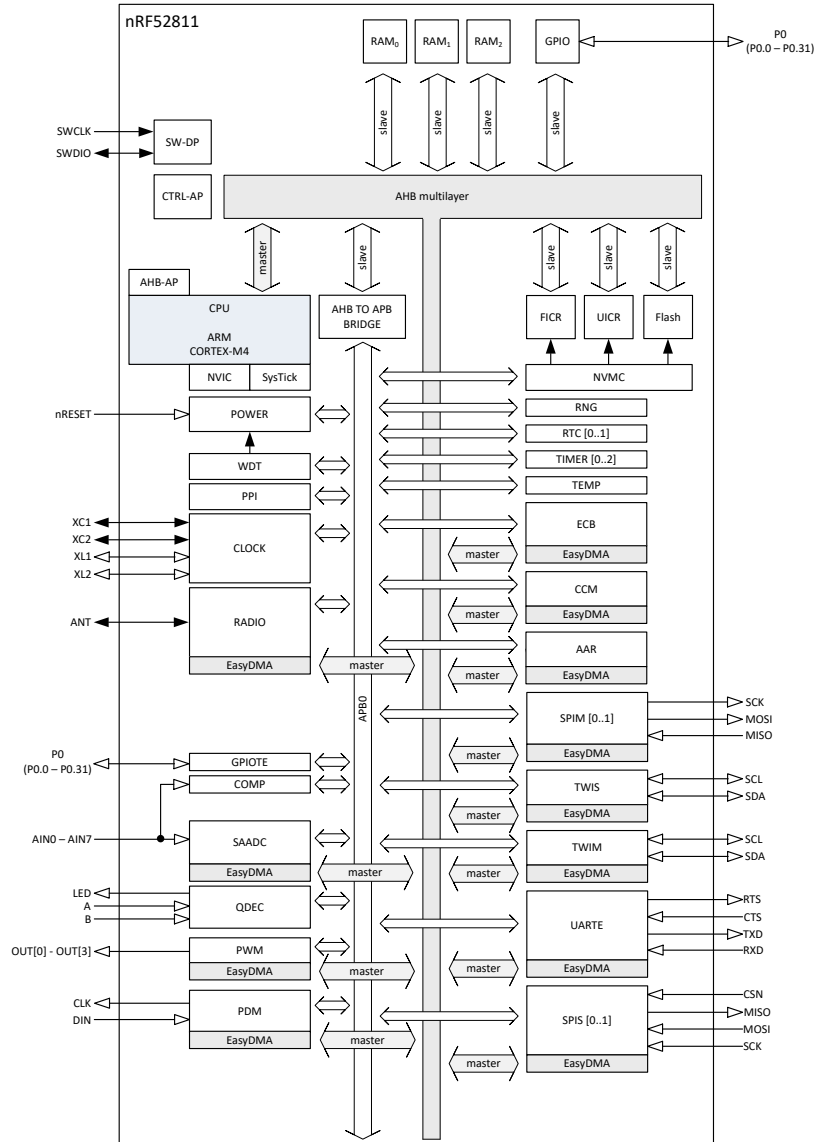 nRF52811
RAM0
RAM1
RAM2
GPIO
P0
(P0.0 – P0.31)
slave
slave
slave
slave
SWCLK
SWDIO
SW-DP
CTRL-AP
AHB multilayer
master
slave
slave
slave
slave
AHB-AP
CPU
ARM
CORTEX-M4
NVIC
SysTick
AHB TO APB
BRIDGE
FICR
UICR
Flash
NVMC
nRESET
POWER
RNG
RTC [0..1]
WDT
TIMER [0..2]
PPI
TEMP
XC1
XC2
XL1
XL2
CLOCK
ECB
master
EasyDMA
ANT
RADIO
EasyDMA
master
CCM
master
EasyDMA
AAR
master
EasyDMA
APB0
SPIM [0..1]
master
EasyDMA
SCK
MOSI
MISO
P0
(P0.0 – P0.31)
GPIOTE
COMP
TWIS
master
EasyDMA
SCL
SDA
AIN0 – AIN7
SAADC
EasyDMA
master
TWIM
master
EasyDMA
SCL
SDA
LED
A
B
QDEC
UARTE
master
EasyDMA
RTS
CTS
TXD
RXD
OUT[0] - OUT[3]
PWM
EasyDMA
master
CLK
DIN
PDM
EasyDMA
master
SPIS [0..1]
master
EasyDMA
CSN
MISO
MOSI
SCK